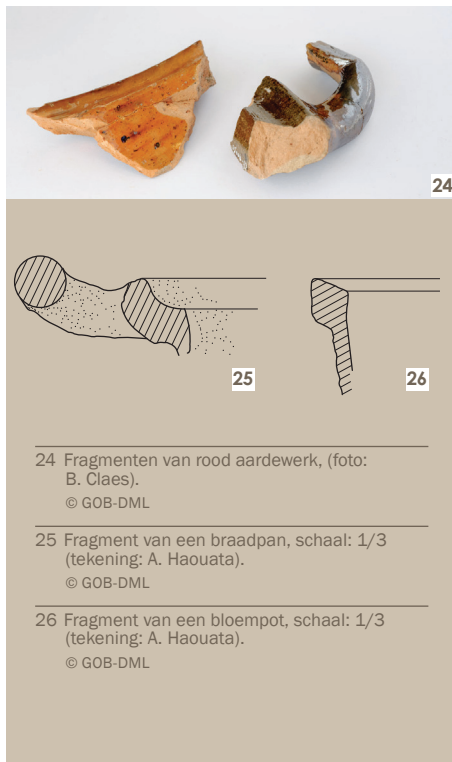 24
25
26
24 Fragmenten van rood aardewerk, (foto:
B. Claes).
© GOB-DML
25 Fragment van een braadpan, schaal: 1/3
(tekening: A. Haouata).
© GOB-DML
26 Fragment van een bloempot, schaal: 1/3
(tekening: A. Haouata).
© GOB-DML